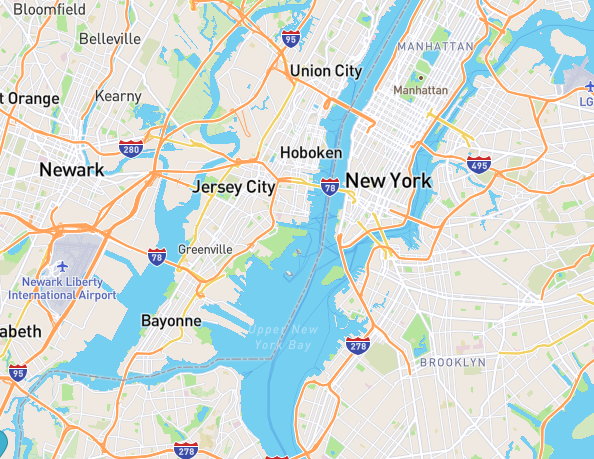 Bloomfield
95
Belleville
MANHATTAN
Union City
Manhattan
LG
t Orange
Kearny
280
Hoboken
495
Newark
Jersey City
78
New York
Greenville
78
Newark Liberty
International Airport
Bayonne
abeth
Upper New
York Bay
278
BROOKLYN
95
278